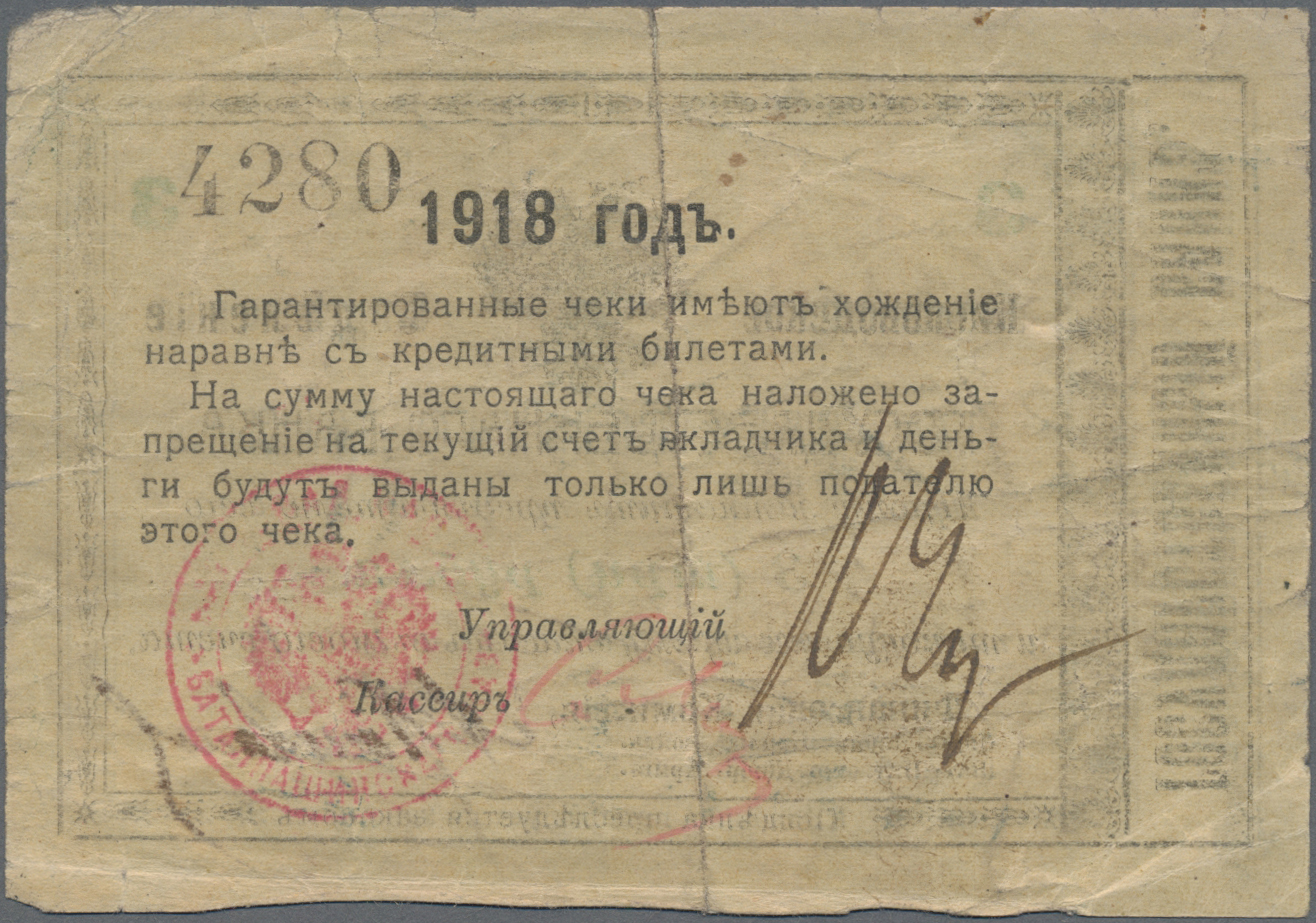 4280
1918 годъ.
Гарантированные чеки имѣютъ хожденіе
наравнѣ съ кредитными билетами.
На сумму настоящаго чека наложено за-
прещеніе на текущій счетъ вкладчика и день-
ги будутъ выданы только лишь подателю
этого чека.
Управляющій
Кассиръ